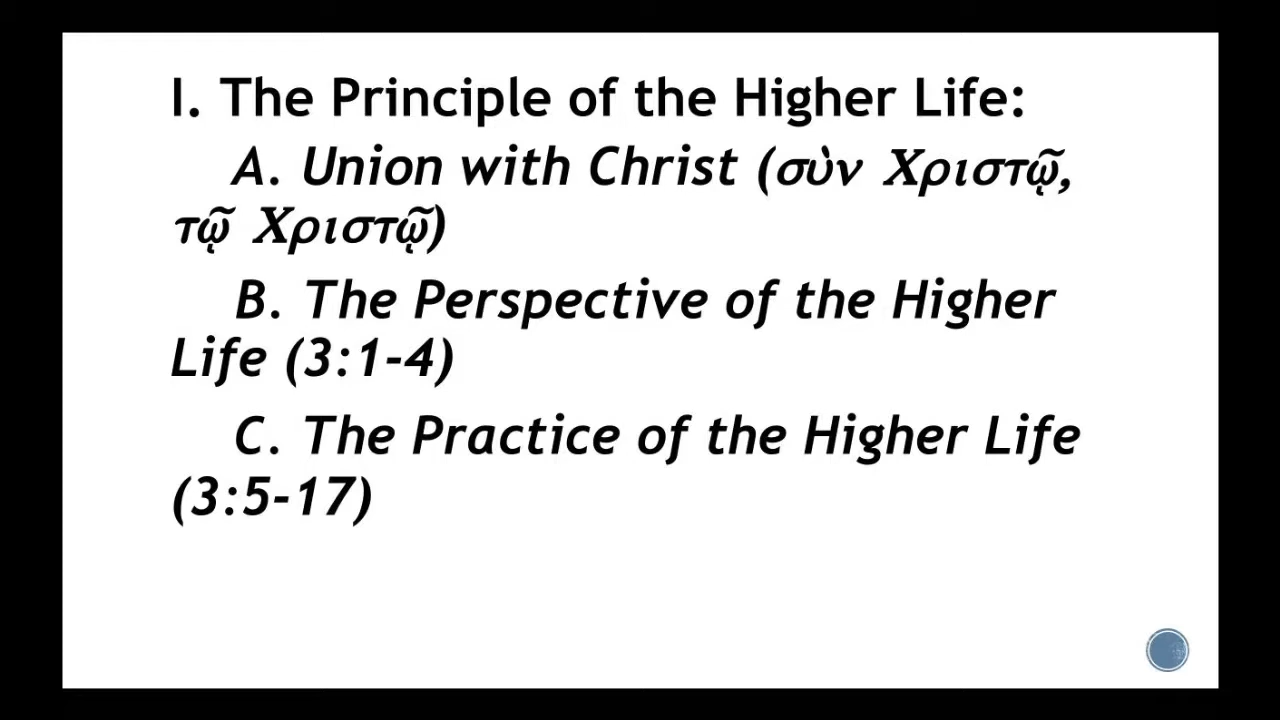 I. The Principle of the Higher Life:
A. Union with Christ (σὺν Χριστῷ,
τῷ Χριστῷ)
B. The Perspective of the Higher
Life (3:1-4)
C. The Practice of the Higher Life
(3:5-17)